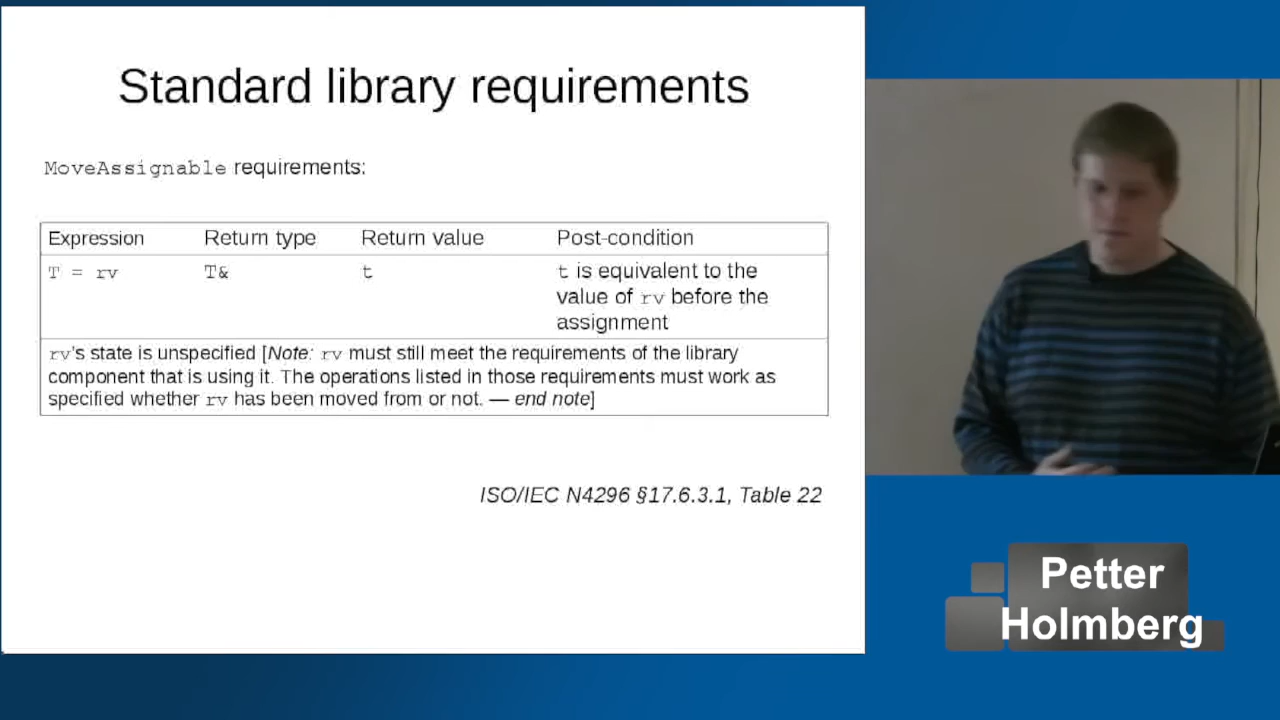 Standard library requirements
MoveAssignable requirements:
Expression Return type Return value Post-condition
T = rv T& t t is equivalent to the
value of rv before the
assignment
rv's state is unspecified [Note: rv must still meet the requirements of the library
component that is using it. The operations listed in those requirements must work as
specified whether rv has been moved from or not. — end note]
ISO/IEC N4296 §17.6.3.1, Table 22
Petter
Holmberg